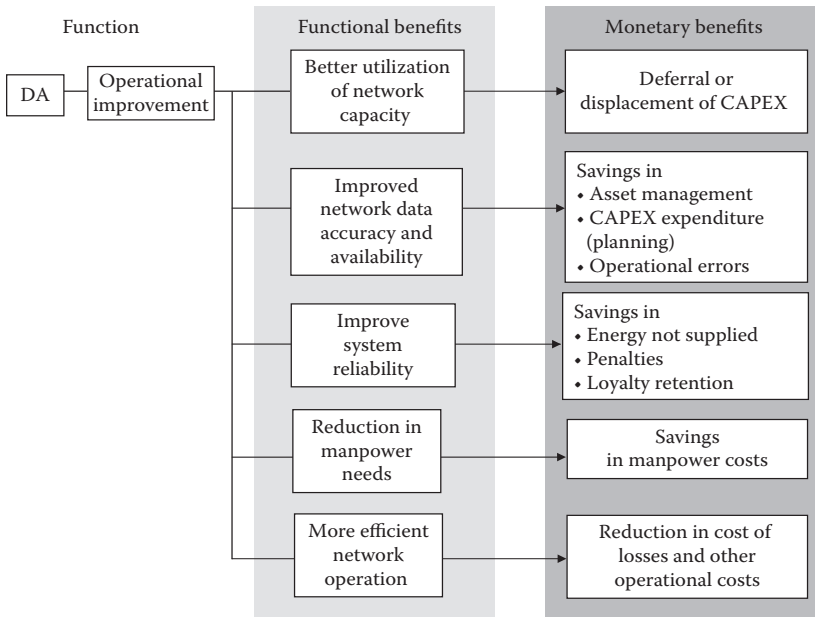 Function
Functional benefits
Monetary benefits
DA
Operational
improvement
Better utilization
of network
capacity
Deferral or
displacement of CAPEX
Improved
network data
accuracy and
availability
Savings in
• Asset management
• CAPEX expenditure
(planning)
• Operational errors
Improve
system
reliability
Savings in
• Energy not supplied
• Penalties
• Loyalty retention
Reduction in
manpower
needs
Savings
in manpower costs
More efficient
network
operation
Reduction in cost of
losses and other
operational costs